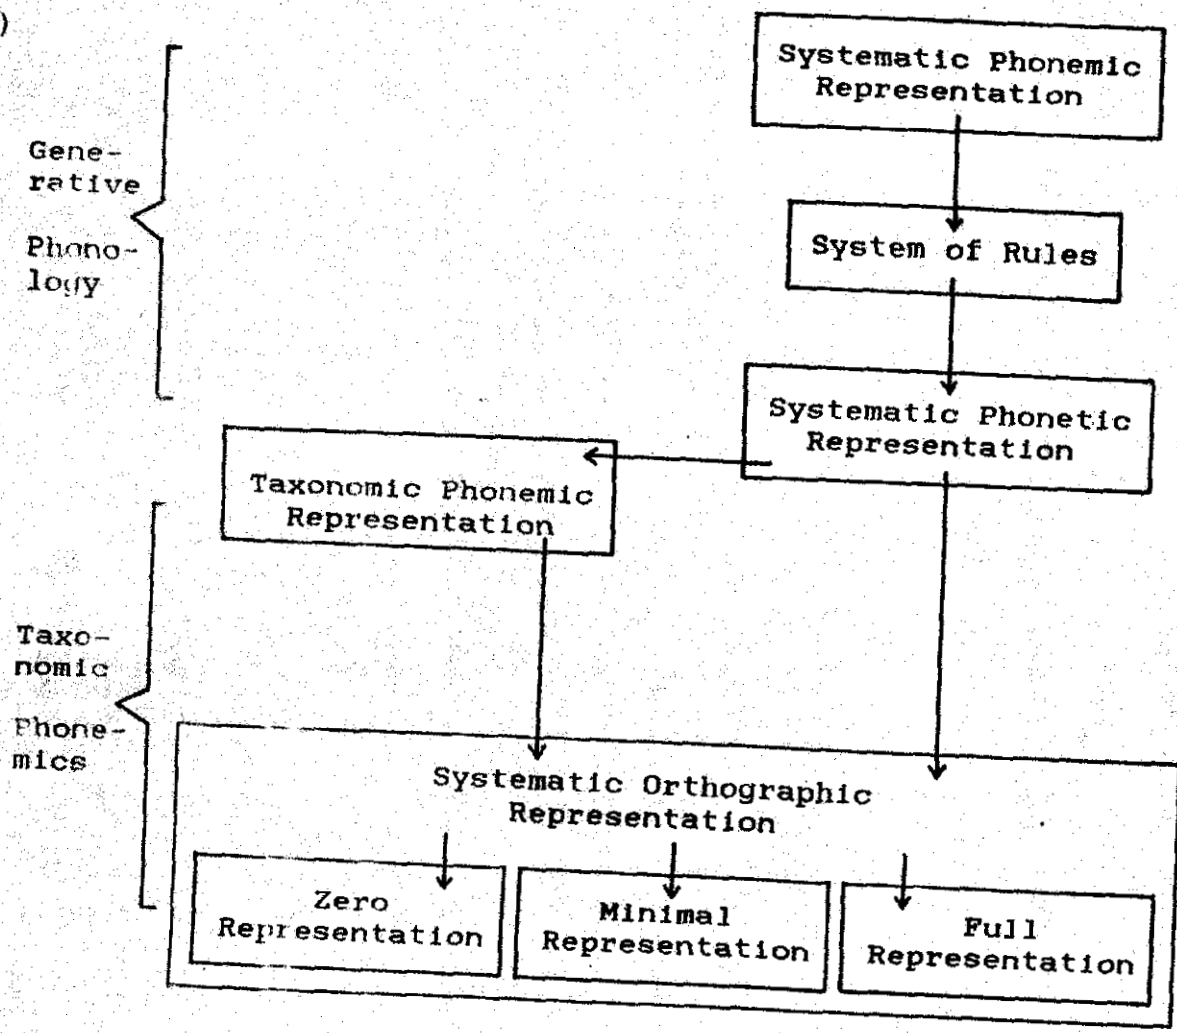 )
Systematic Phonemic
Representation
Gene-
rative
Phono-
logy
System of Rules
Systematic Phonetic
Representation
Taxonomic Phonemic
Representation
Taxo-
nomic
Phone-
mics
Systematic Orthographic
Representation
Zero
Representation
Minimal
Representation
Full
Representation